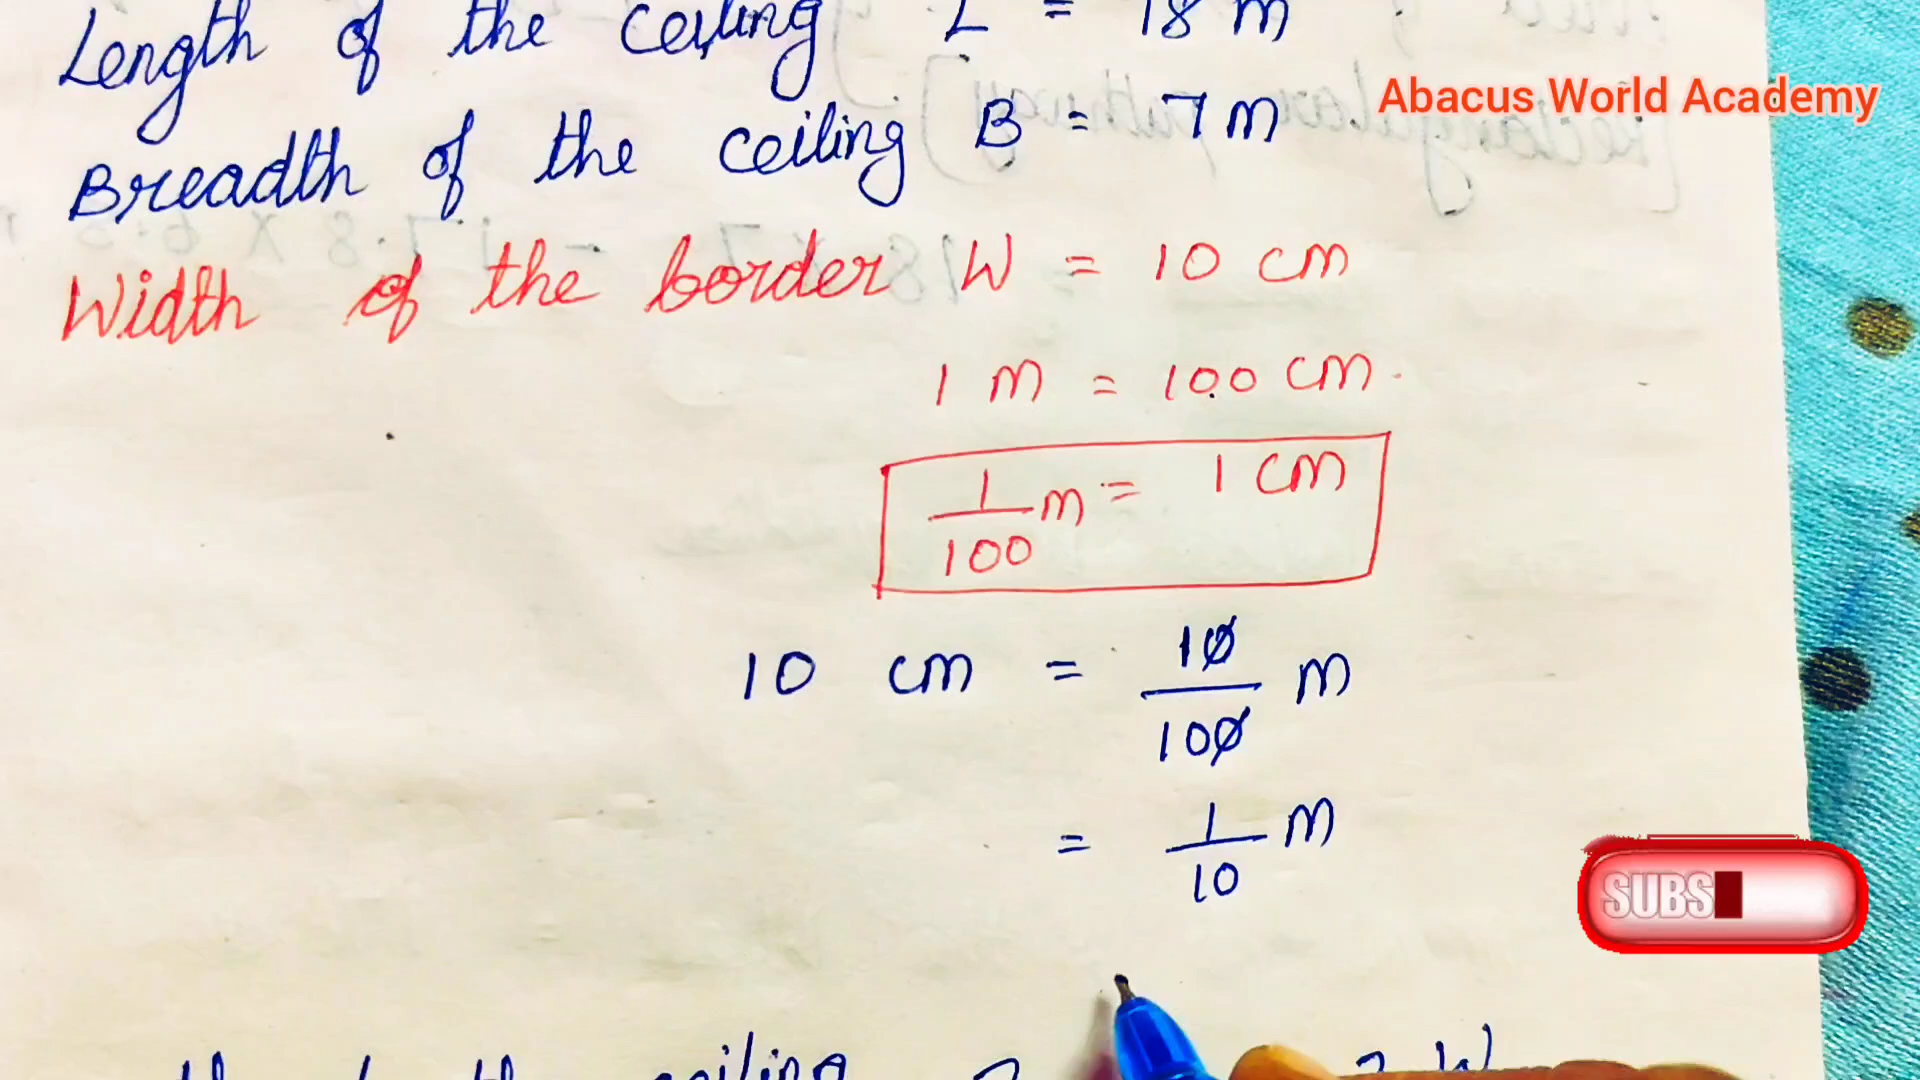 Length of the ceiling L = 18 m
Abacus World Academy
Breadth of the ceiling B = 7 m
Width of the border W = 10 cm
1 m = 100 cm
1/100 m = 1 cm
10 cm = 10/100 m
= 1/10 m
SUBS